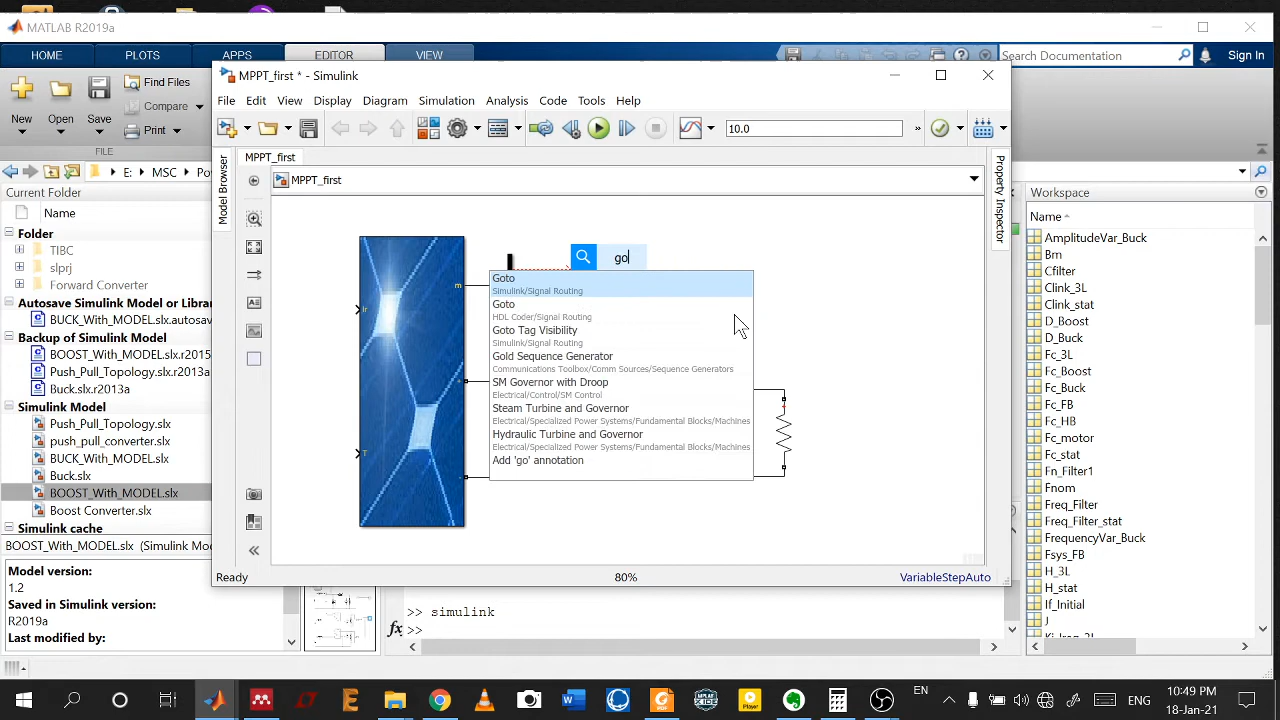 MATLAB R2019a
HOME PLOTS APPS EDITOR VIEW
Search Documentation
Sign In
New Open Save
Find Files
Compare
Print
FILE
E: MSC
Current Folder
Name
Folder
TIBC
slprj
Forward Converter
Autosave Simulink Model or Librar
BUCK_With_MODEL.slx.autosav
Backup of Simulink Model
BOOST_With_MODEL.slx.r2015
Push_Pull_Topology.slx.r2013a
Buck.slx.r2013a
Simulink Model
Push_Pull_Topology.slx
push_pull_converter.slx
BUCK_With_MODEL.slx
Buck.slx
BOOST_With_MODEL.slx
Boost Converter.slx
Simulink cache
BOOST_With_MODEL.slx (Simulink Mo
Model version:
1.2
Saved in Simulink version:
R2019a
Last modified by:
MPPT_first * - Simulink
File Edit View Display Diagram Simulation Analysis Code Tools Help
10.0
»
MPPT_first
MPPT_first
Model Browser
Property Inspector
go
Goto
Simulink/Signal Routing
Goto
HDL Coder/Signal Routing
Goto Tag Visibility
Simulink/Signal Routing
Gold Sequence Generator
Communications Toolbox/Comm Sources/Sequence Generators
SM Governor with Droop
Electrical/Control/SM Control
Steam Turbine and Governor
Electrical/Specialized Power Systems/Fundamental Blocks/Machines
Hydraulic Turbine and Governor
Electrical/Specialized Power Systems/Fundamental Blocks/Machines
Add 'go' annotation
m
Ir
+
T
-
Ready
80%
VariableStepAuto
>> simulink
fx >>
Workspace
Name
AmplitudeVar_Buck
Bm
Cfilter
Clink_3L
Clink_stat
D_Boost
D_Buck
Fc_3L
Fc_Boost
Fc_Buck
Fc_FB
Fc_HB
Fc_motor
Fc_stat
Fn_Filter1
Fnom
Freq_Filter
Freq_Filter_stat
FrequencyVar_Buck
Fsys_FB
H_3L
H_stat
If_Initial
J
EN
ENG
10:49 PM
18-Jan-21